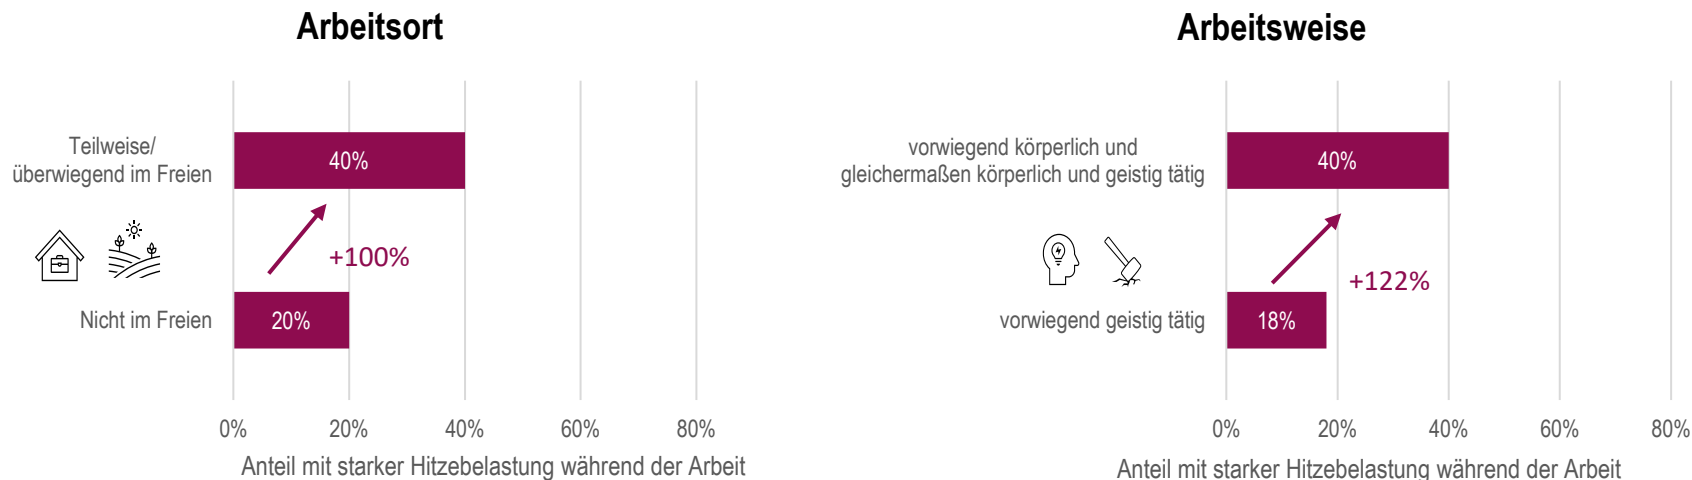 Arbeitsort
Teilweise/
überwiegend im Freien
40%
+100%
Nicht im Freien
20%
0%
20%
40%
60%
80%
Anteil mit starker Hitzebelastung während der Arbeit
Arbeitsweise
vorwiegend körperlich und
gleichermaßen körperlich und geistig tätig
40%
+122%
vorwiegend geistig tätig
18%
0%
20%
40%
60%
80%
Anteil mit starker Hitzebelastung während der Arbeit